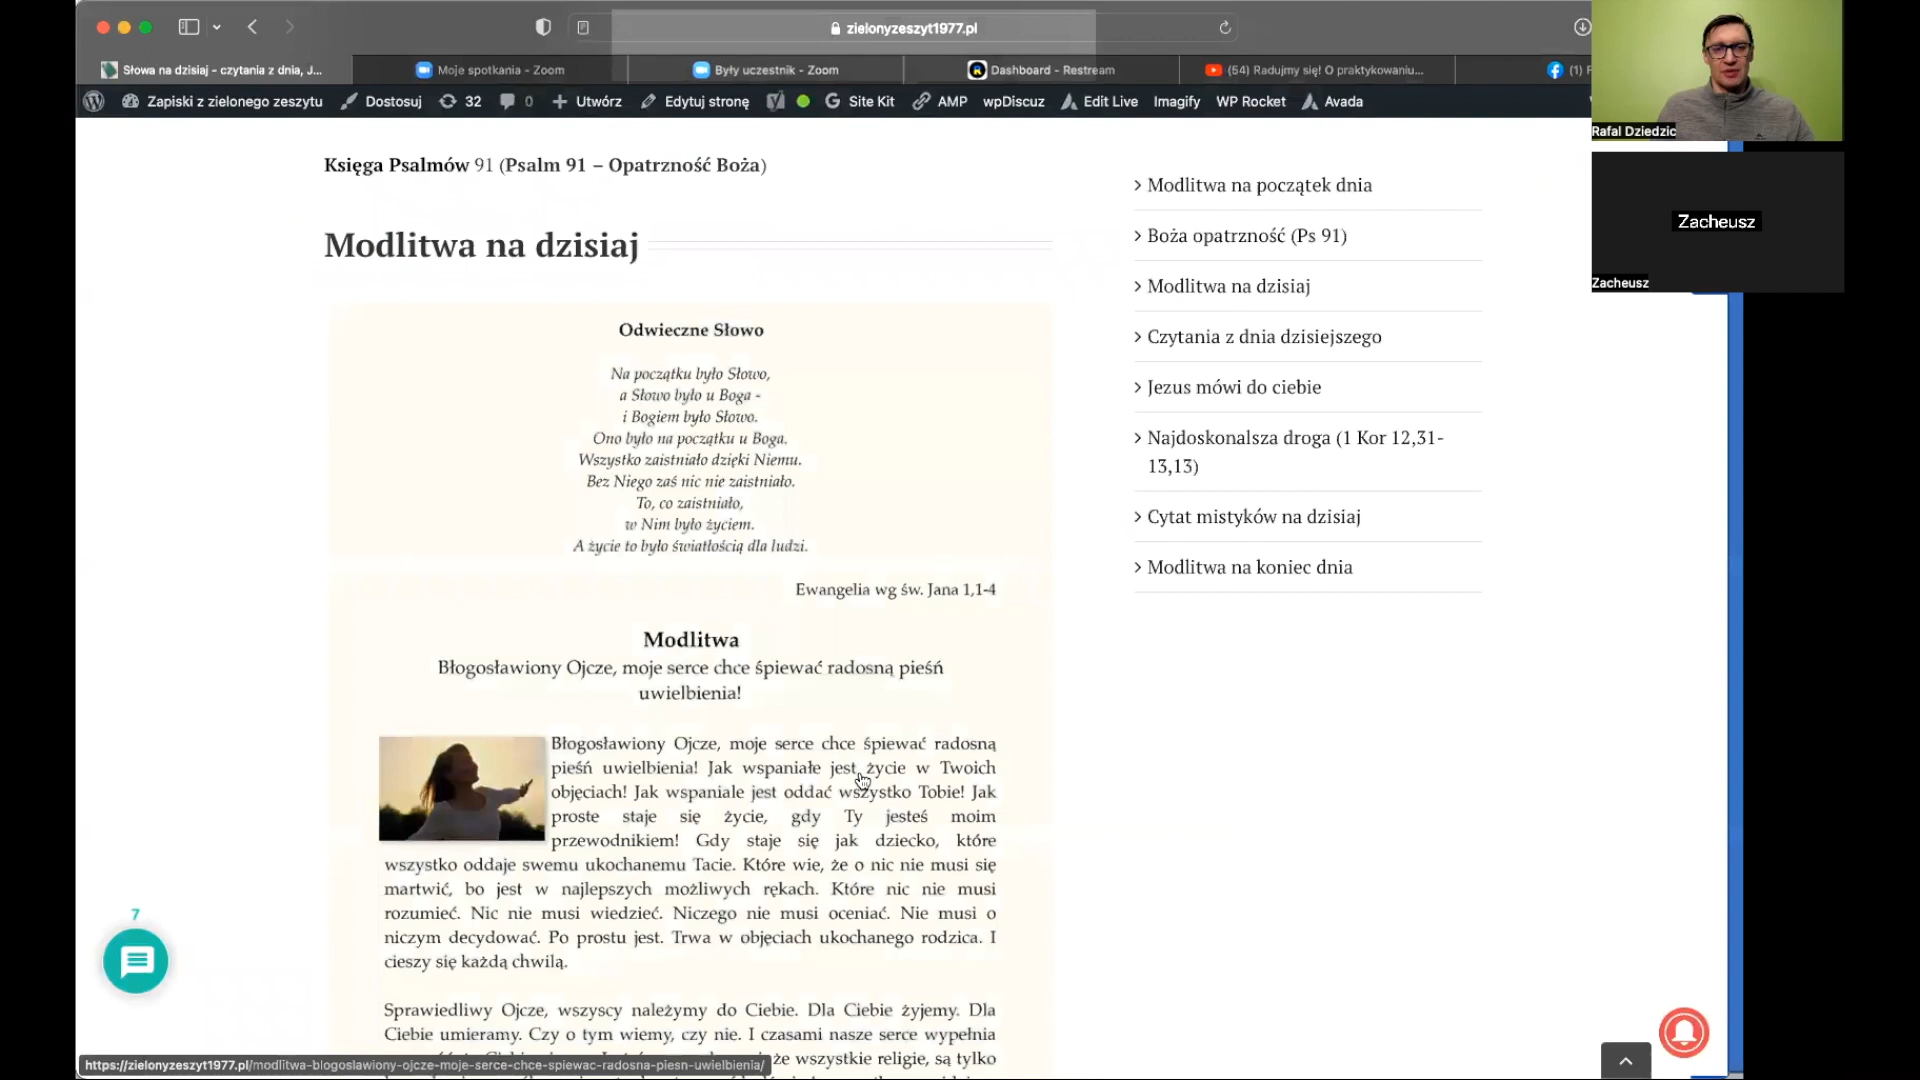 zielonyzeszyt1977.pl
Słowa na dzisiaj - czytania z dnia, J...
Moje spotkania - Zoom
Były uczestnik - Zoom
Dashboard - Restream
(54) Radujmy się! O praktykowaniu...
(1) F
Zapiski z zielonego zeszytu
Dostosuj
32
0
Utwórz
Edytuj stronę
Site Kit
AMP
wpDiscuz
Edit Live
Imagify
WP Rocket
Avada
Rafal Dziedzic
Zacheusz
Zacheusz
Księga Psalmów 91 (Psalm 91 – Opatrzność Boża)
Modlitwa na dzisiaj
Odwieczne Słowo
Na początku było Słowo,
a Słowo było u Boga -
i Bogiem było Słowo.
Ono było na początku u Boga.
Wszystko zaistniało dzięki Niemu.
Bez Niego zaś nic nie zaistniało.
To, co zaistniało,
w Nim było życiem.
A życie to było światłością dla ludzi.
Ewangelia wg św. Jana 1,1-4
Modlitwa
Błogosławiony Ojcze, moje serce chce śpiewać radosną pieśń
uwielbienia!
Błogosławiony Ojcze, moje serce chce śpiewać radosną
pieśń uwielbienia! Jak wspaniałe jest życie w Twoich
objęciach! Jak wspaniale jest oddać wszystko Tobie! Jak
proste staje się życie, gdy Ty jesteś moim
przewodnikiem! Gdy staje się jak dziecko, które
wszystko oddaje swemu ukochanemu Tacie. Które wie, że o nic nie musi się
martwić, bo jest w najlepszych możliwych rękach. Które nic nie musi
rozumieć. Nic nie musi wiedzieć. Niczego nie musi oceniać. Nie musi o
niczym decydować. Po prostu jest. Trwa w objęciach ukochanego rodzica. I
cieszy się każdą chwilą.
Sprawiedliwy Ojcze, wszyscy należymy do Ciebie. Dla Ciebie żyjemy. Dla
Ciebie umieramy. Czy o tym wiemy, czy nie. I czasami nasze serce wypełnia
że wszystkie religie, są tylko
Modlitwa na początek dnia
Boża opatrzność (Ps 91)
Modlitwa na dzisiaj
Czytania z dnia dzisiejszego
Jezus mówi do ciebie
Najdoskonalsza droga (1 Kor 12,31-
13,13)
Cytat mistyków na dzisiaj
Modlitwa na koniec dnia
7
https://zielonyzeszyt1977.pl/modlitwa-blogoslawiony-ojcze-moje-serce-chce-spiewac-radosna-piesn-uwielbienia/